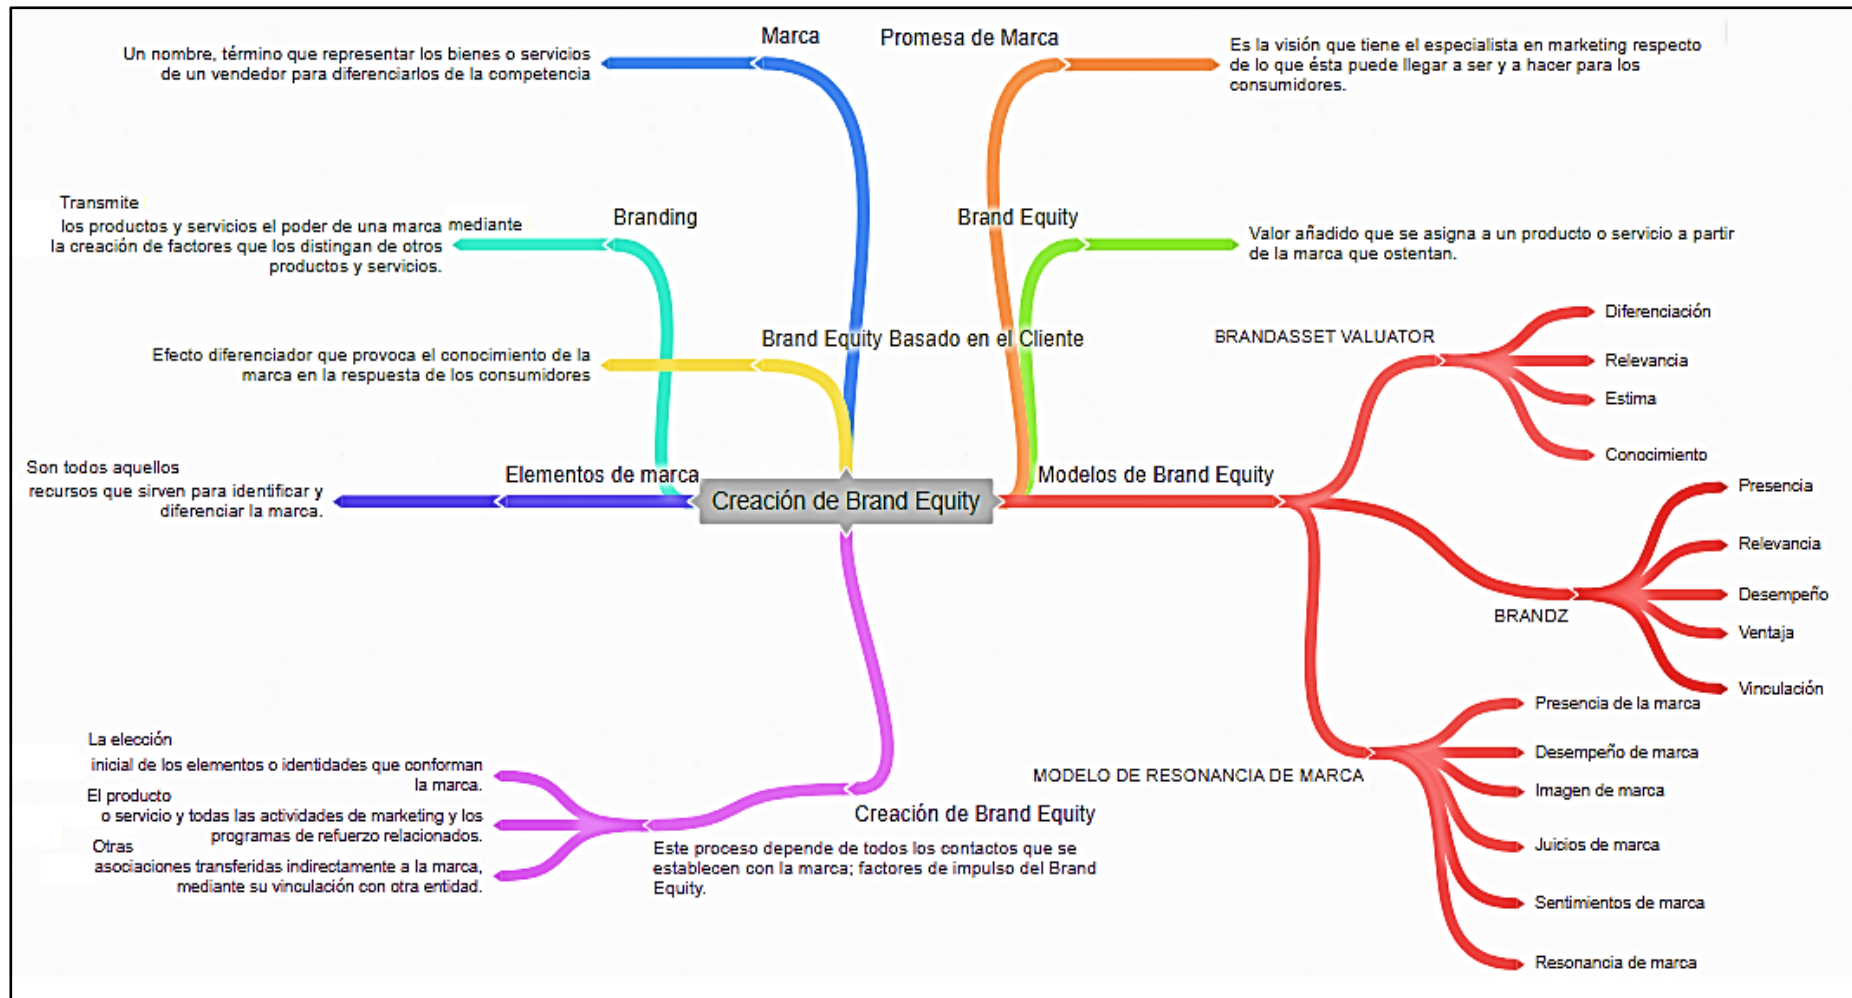 Marca
Un nombre, término que representar los bienes o servicios
de un vendedor para diferenciarlos de la competencia
Promesa de Marca
Es la visión que tiene el especialista en marketing respecto
de lo que ésta puede llegar a ser y a hacer para los
consumidores.
Branding
Transmite
los productos y servicios el poder de una marca mediante
la creación de factores que los distingan de otros
productos y servicios.
Brand Equity
Valor añadido que se asigna a un producto o servicio a partir
de la marca que ostentan.
Brand Equity Basado en el Cliente
Efecto diferenciador que provoca el conocimiento de la
marca en la respuesta de los consumidores
Elementos de marca
Son todos aquellos
recursos que sirven para identificar y
diferenciar la marca.
Creación de Brand Equity
Modelos de Brand Equity
BRANDASSET VALUATOR
Diferenciación
Relevancia
Estima
Conocimiento
BRANDZ
Presencia
Relevancia
Desempeño
Ventaja
Vinculación
MODELO DE RESONANCIA DE MARCA
Presencia de la marca
Desempeño de marca
Imagen de marca
Juicios de marca
Sentimientos de marca
Resonancia de marca
Creación de Brand Equity
Este proceso depende de todos los contactos que se
establecen con la marca; factores de impulso del Brand
Equity.
La elección
inicial de los elementos o identidades que conforman
la marca.
El producto
o servicio y todas las actividades de marketing y los
programas de refuerzo relacionados.
Otras
asociaciones transferidas indirectamente a la marca,
mediante su vinculación con otra entidad.